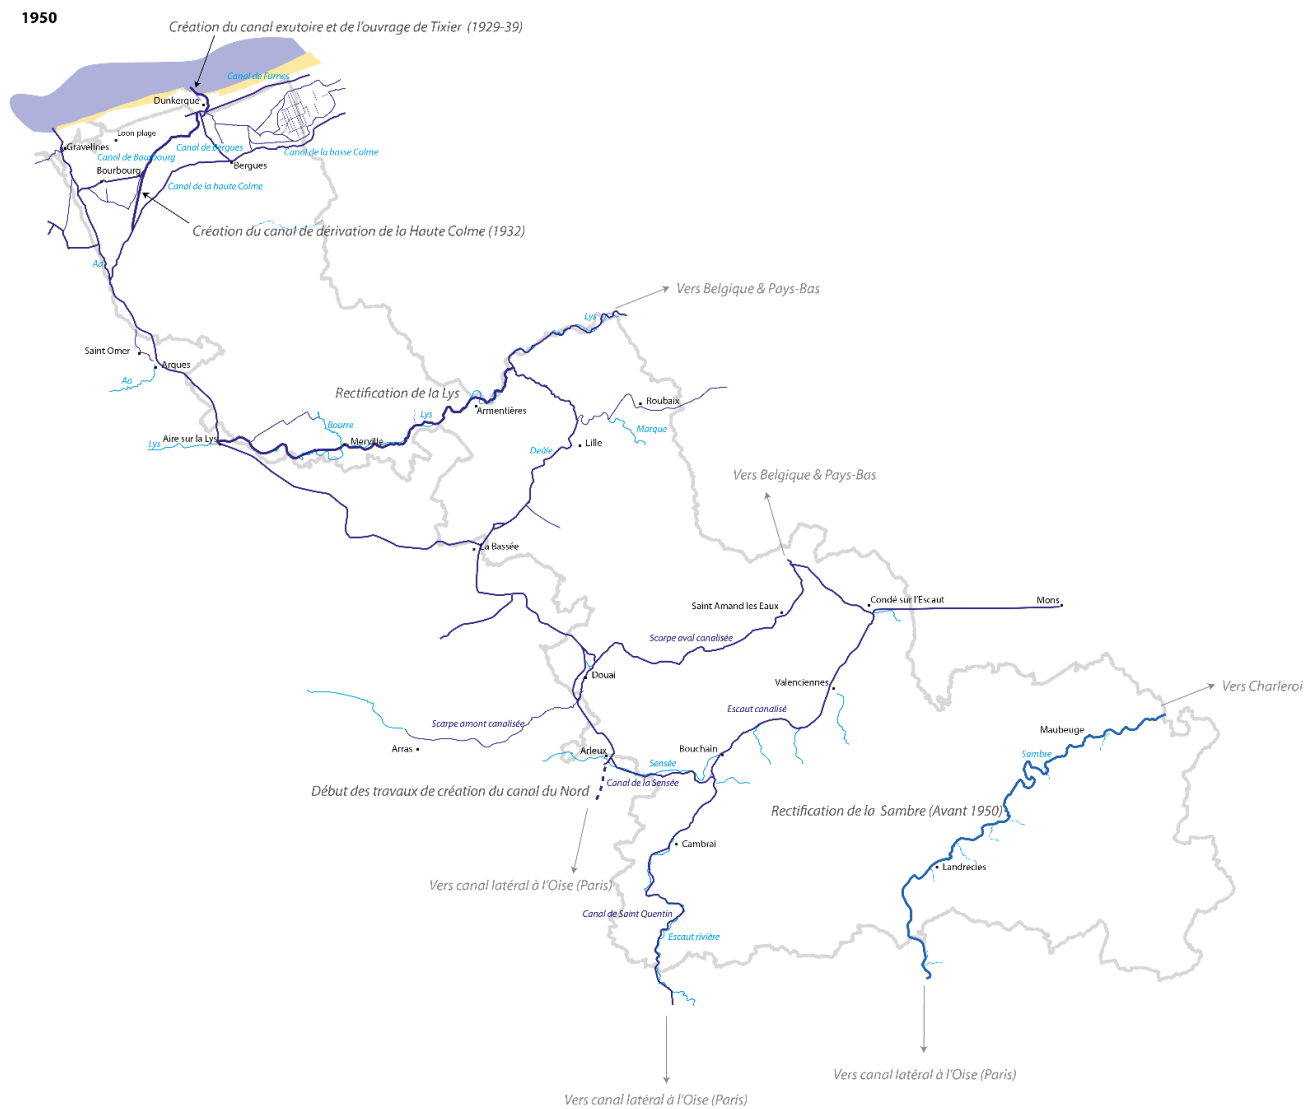 1950
Création du canal exutoire et de l'ouvrage de Tixier (1929-39)
Canal de Furnes
Dunkerque
Loon plage
Gravelines
Canal de Bergues
Canal de la basse Colme
Canal de Bourbourg
Bergues
Bourbourg
Canal de la haute Colme
Création du canal de dérivation de la Haute Colme (1932)
Aa
Vers Belgique & Pays-Bas
Lys
Saint Omer
Arques
Aa
Rectification de la Lys
Roubaix
Armentières
Lys
Bourre
Marque
Aire sur la Lys
Merville
Lys
Lille
Deûle
Vers Belgique & Pays-Bas
La Bassée
Condé sur l'Escaut
Mons
Saint Amand les Eaux
Scarpe aval canalisée
Douai
Valenciennes
Vers Charleroi
Escaut canalisé
Scarpe amont canalisée
Maubeuge
Arras
Arleux
Bouchain
Sambre
Sensée
Canal de la Sensée
Début des travaux de création du canal du Nord
Rectification de la Sambre (Avant 1950)
Cambrai
Landrecies
Vers canal latéral à l'Oise (Paris)
Canal de Saint Quentin
Escaut rivière
Vers canal latéral à l'Oise (Paris)
Vers canal latéral à l'Oise (Paris)